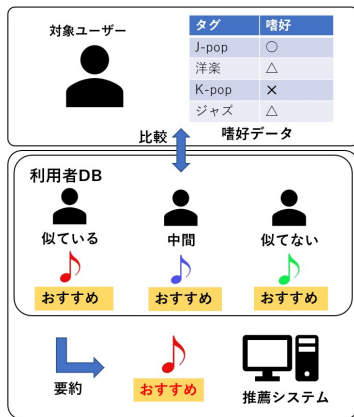 対象ユーザー
タグ 嗜好
J-pop ○
洋楽 △
K-pop ×
ジャズ △
比較 嗜好データ
利用者DB
似ている 中間 似てない
おすすめ おすすめ おすすめ
要約 おすすめ 推薦システム